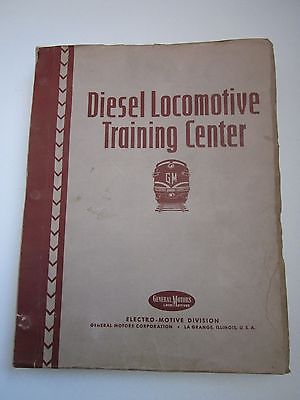 Diesel Locomotive
Training Center
GM
GENERAL MOTORS
LOCOMOTIVES
ELECTRO-MOTIVE DIVISION
GENERAL MOTORS CORPORATION • LA GRANGE, ILLINOIS, U. S. A.